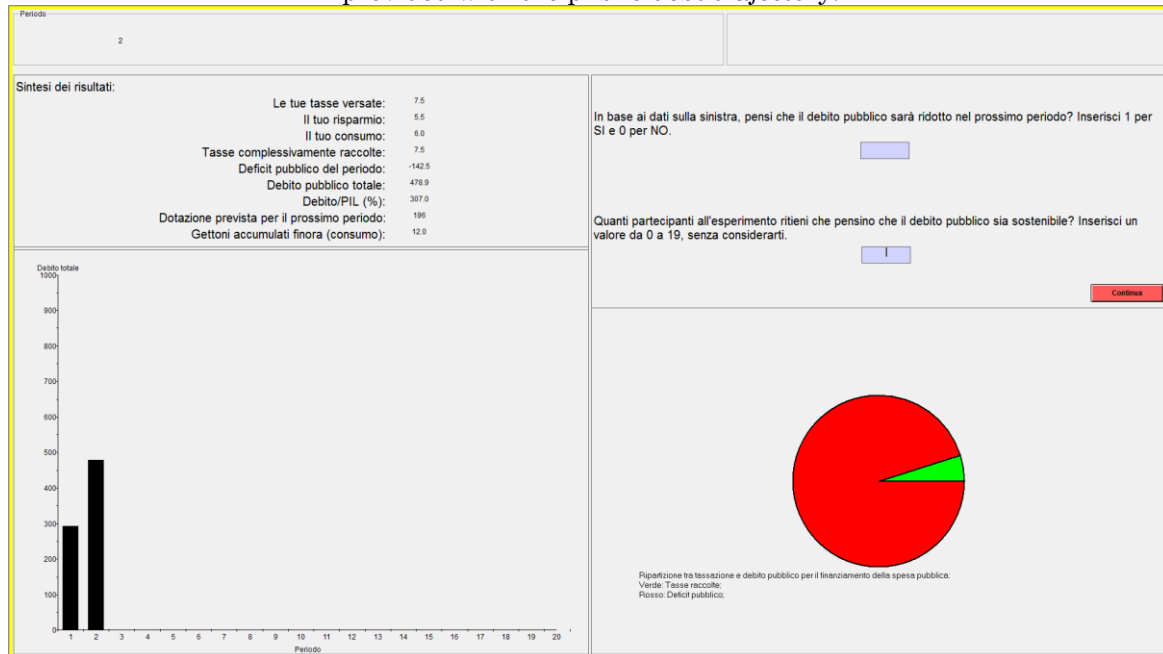 Periodo
2
Sintesi dei risultati:
Le tue tasse versate: 7.5
Il tuo risparmio: 5.5
Il tuo consumo: 6.0
Tasse complessivamente raccolte: 7.5
Deficit pubblico del periodo: -142.5
Debito pubblico totale: 478.9
Debito/PIL (%): 307.0
Dotazione prevista per il prossimo periodo: 196
Gettoni accumulati finora (consumo): 12.0
In base ai dati sulla sinistra, pensi che il debito pubblico sarà ridotto nel prossimo periodo? Inserisci 1 per
SI e 0 per NO.
Quanti partecipanti all'esperimento ritieni che pensino che il debito pubblico sia sostenibile? Inserisci un
valore da 0 a 19, senza considerarti.
Continua
Debito totale
1000
900
800
700
600
500
400
300
200
100
0
1 2 3 4 5 6 7 8 9 10 11 12 13 14 15 16 17 18 19 20
Periodo
Ripartizione tra tassazione e debito pubblico per il finanziamento della spesa pubblica:
Verde: Tasse raccolte;
Rosso: Deficit pubblico;